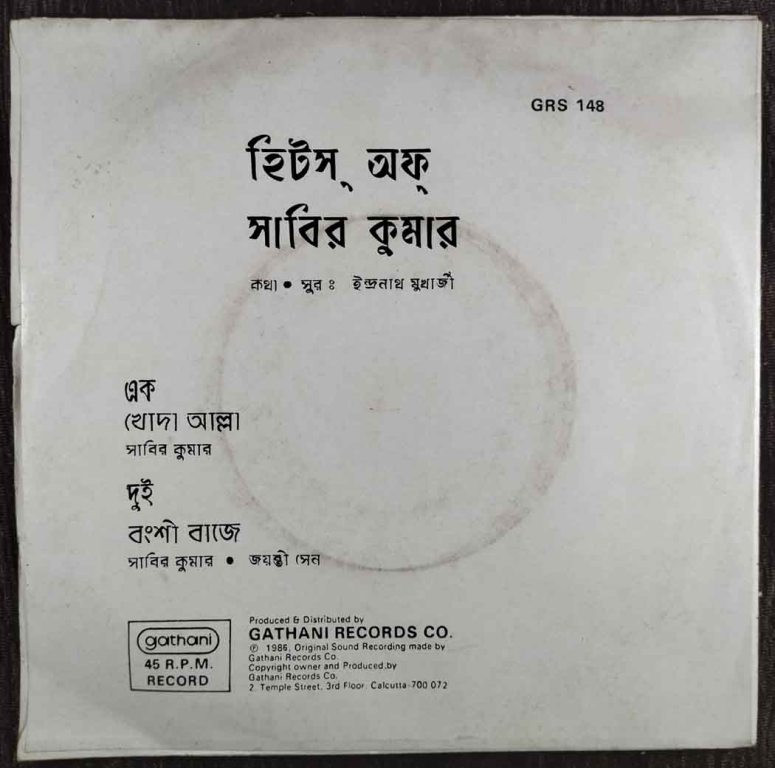 GRS 148
হিটস্ অফ্
সাবির কুমার
কথা • সুর ঃ ইন্দ্রনাথ মুখার্জী
এক
খোদা আল্লা
সাবির কুমার
দুই
বংশী বাজে
সাবির কুমার • জয়ন্তী সেন
gathani
45 R.P.M.
RECORD
Produced & Distributed by
GATHANI RECORDS CO.
℗ 1986, Original Sound Recording made by
Gathani Records Co.
Copyright owner and Produced by
Gathani Records Co.
2, Temple Street, 3rd Floor, Calcutta-700 072